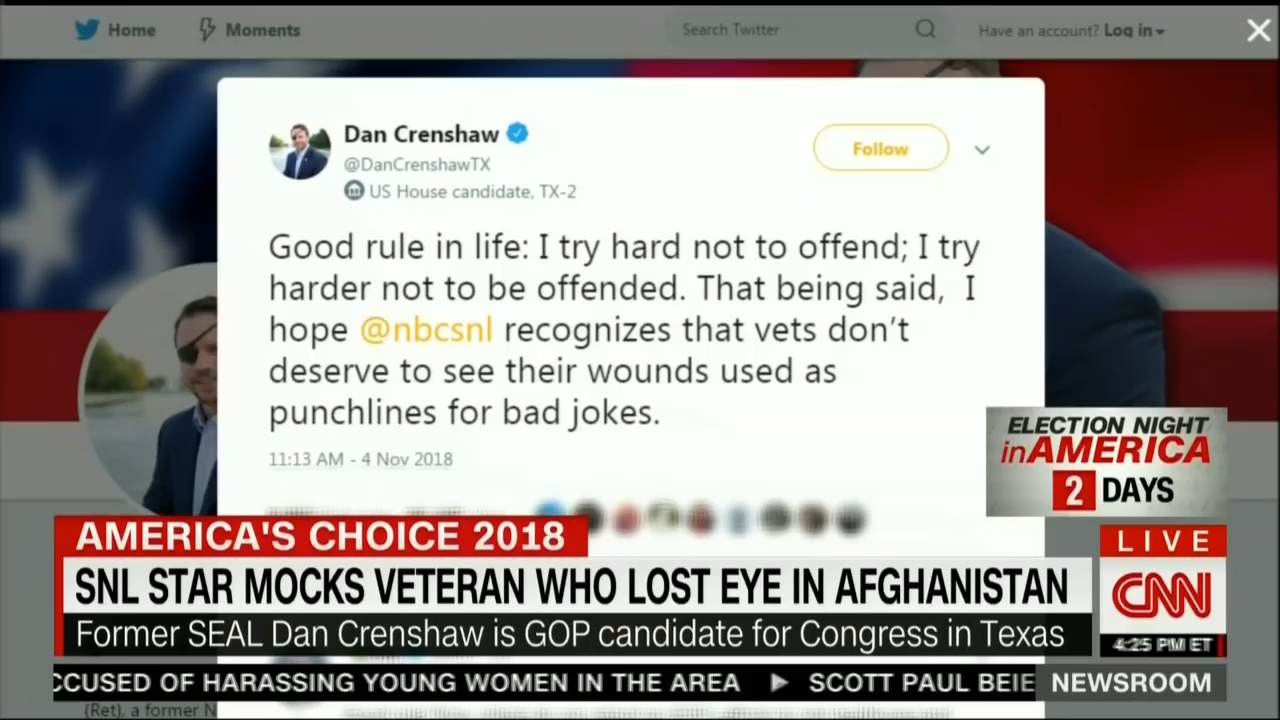 Home
Moments
Search Twitter
Have an account? Log in
Dan Crenshaw
@DanCrenshawTX
US House candidate, TX-2
Follow
Good rule in life: I try hard not to offend; I try
harder not to be offended. That being said, I
hope @nbcsnl recognizes that vets don’t
deserve to see their wounds used as
punchlines for bad jokes.
11:13 AM - 4 Nov 2018
ELECTION NIGHT
in AMERICA
2 DAYS
AMERICA'S CHOICE 2018
SNL STAR MOCKS VETERAN WHO LOST EYE IN AFGHANISTAN
Former SEAL Dan Crenshaw is GOP candidate for Congress in Texas
LIVE
CNN
4:25 PM ET
CCUSED OF HARASSING YOUNG WOMEN IN THE AREA ▶ SCOTT PAUL BEIE
NEWSROOM
(Ret), a former N